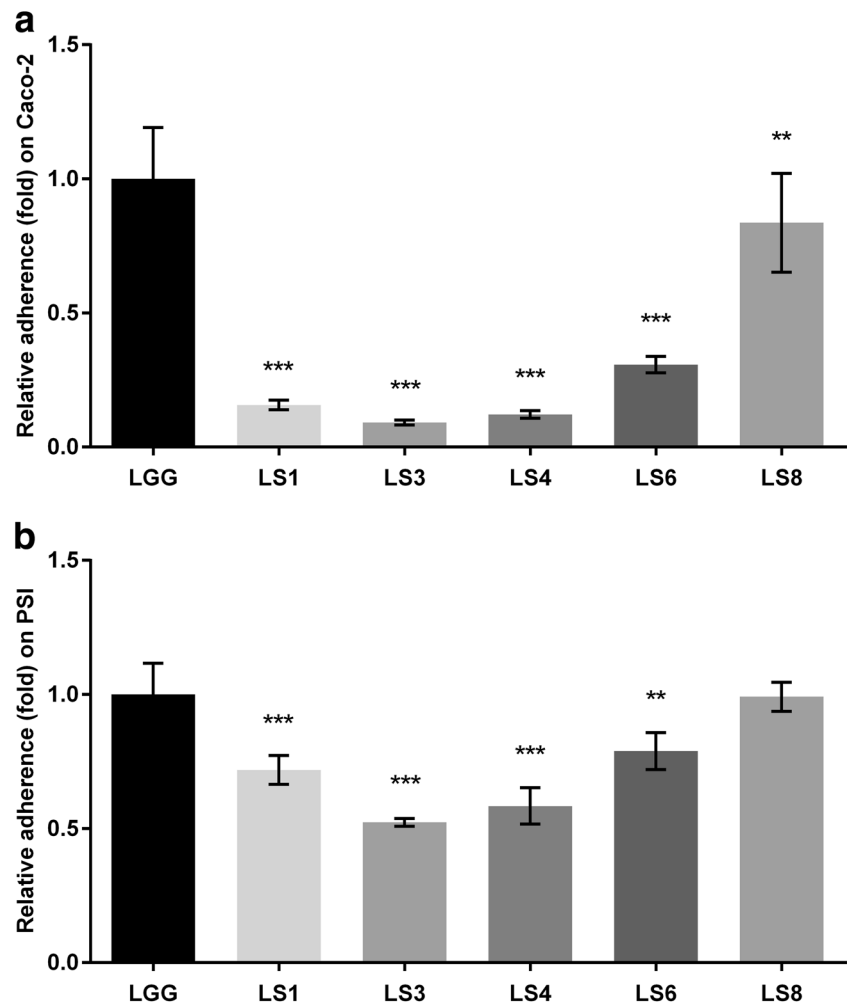 a
Relative adherence (fold) on Caco-2
1.5
1.0
0.5
0.0
***
***
***
***
**
LGG LS1 LS3 LS4 LS6 LS8
b
Relative adherence (fold) on PSI
1.5
1.0
0.5
0.0
***
***
***
**
LGG LS1 LS3 LS4 LS6 LS8